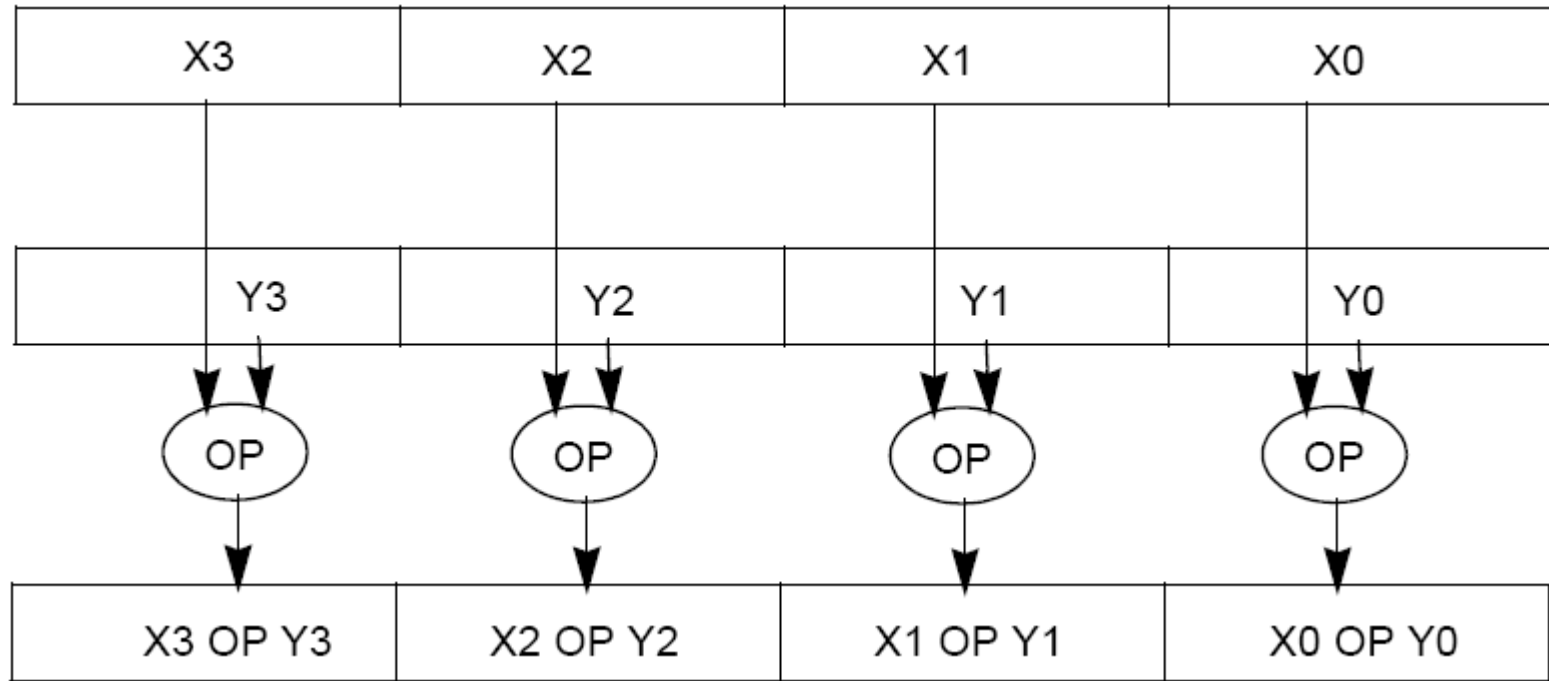 X3 X2 X1 X0
Y3 Y2 Y1 Y0
OP OP OP OP
X3 OP Y3 X2 OP Y2 X1 OP Y1 X0 OP Y0